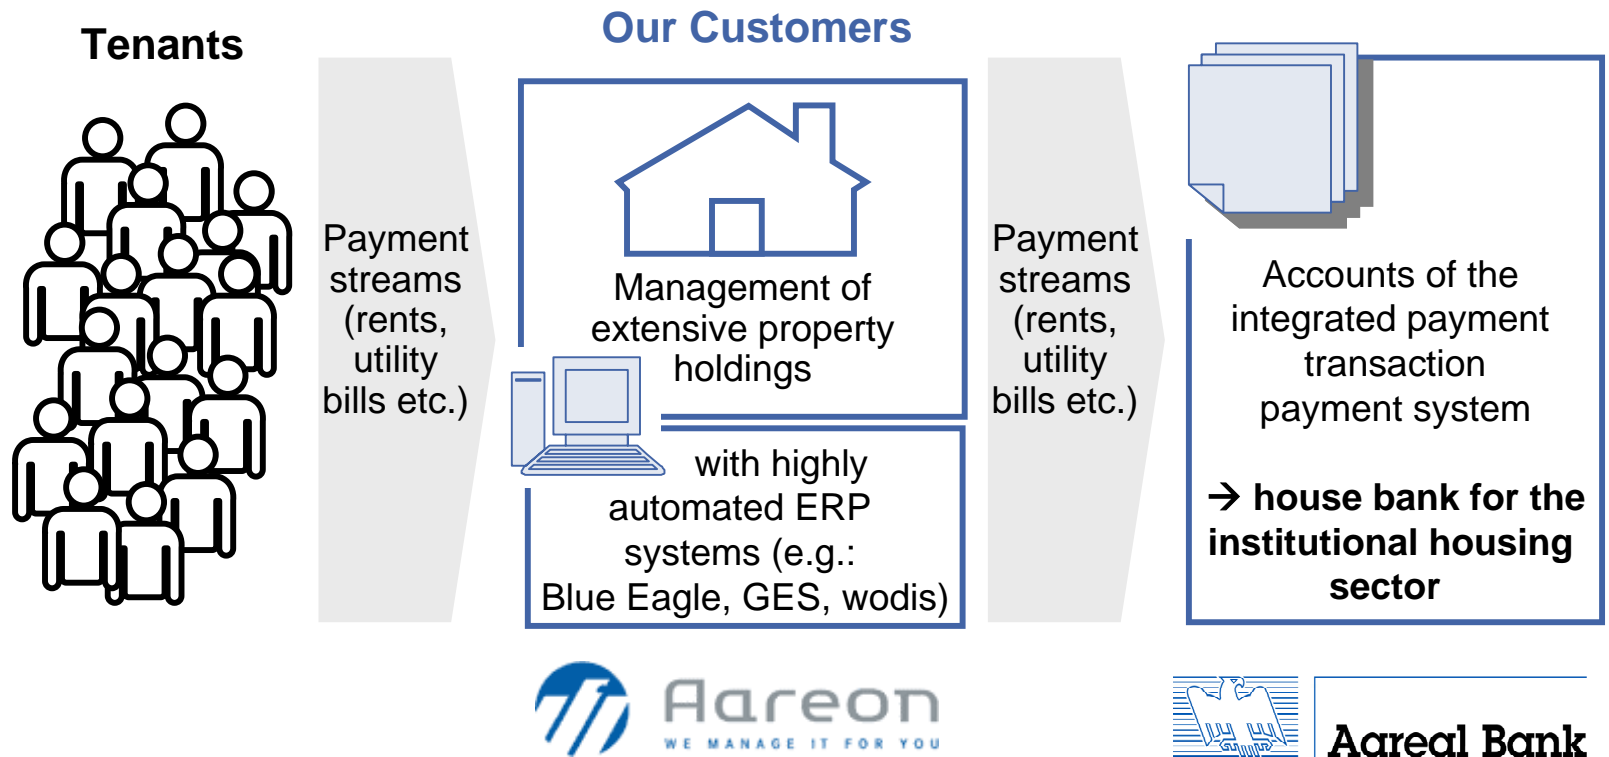 Tenants
Payment
streams
(rents,
utility
bills etc.)
Our Customers
Management of
extensive property
holdings
with highly
automated ERP
systems (e.g.:
Blue Eagle, GES, wodis)
Aareon
WE MANAGE IT FOR YOU
Payment
streams
(rents,
utility
bills etc.)
Accounts of the
integrated payment
transaction
payment system
→ house bank for the
institutional housing
sector
Aareal Bank